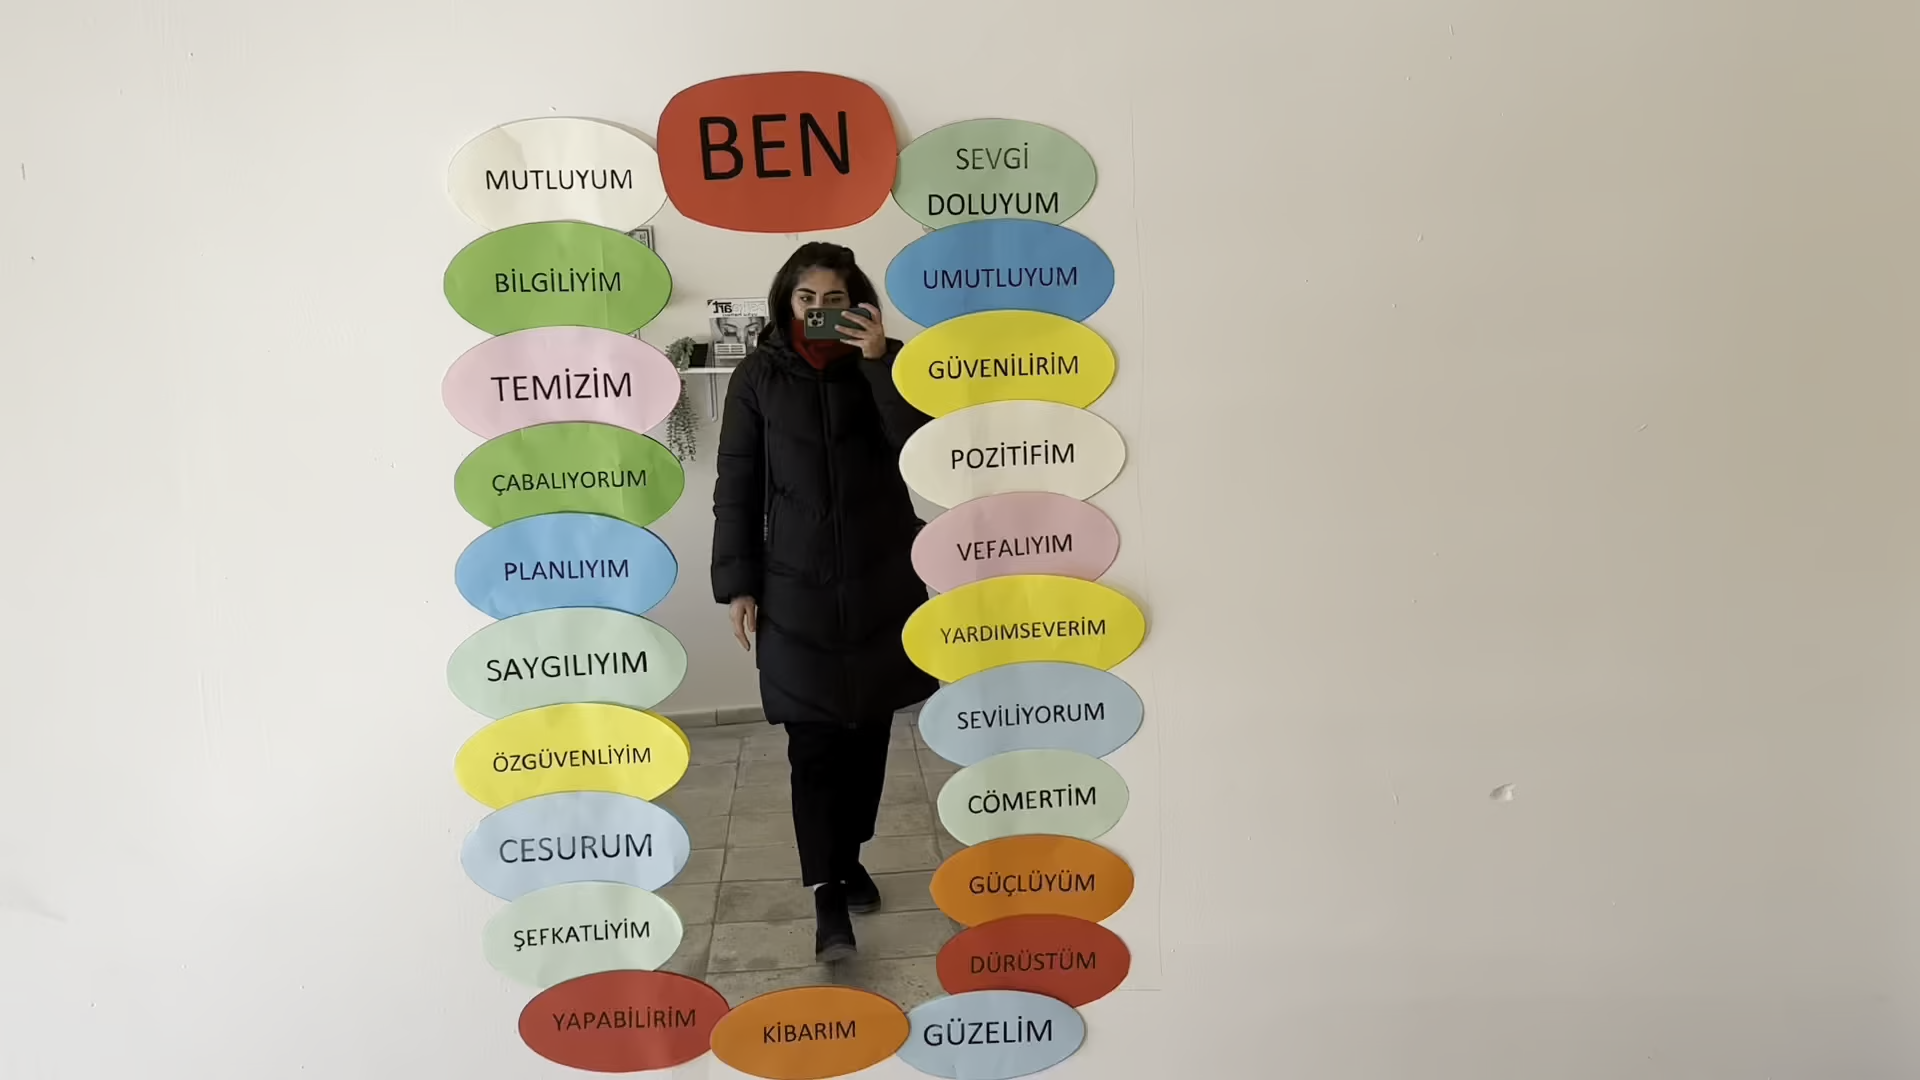 BEN
MUTLUYUM
BİLGİLİYİM
TEMİZİM
ÇABALIYORUM
PLANLIYIM
SAYGILIYIM
ÖZGÜVENLİYİM
CESURUM
ŞEFKATLİYİM
YAPABİLİRİM
KİBARIM
GÜZELİM
SEVGİ
DOLUYUM
UMUTLUYUM
GÜVENİLİRİM
POZİTİFİM
VEFALIYIM
YARDIMSEVERİM
SEVİLİYORUM
CÖMERTİM
GÜÇLÜYÜM
DÜRÜSTÜM